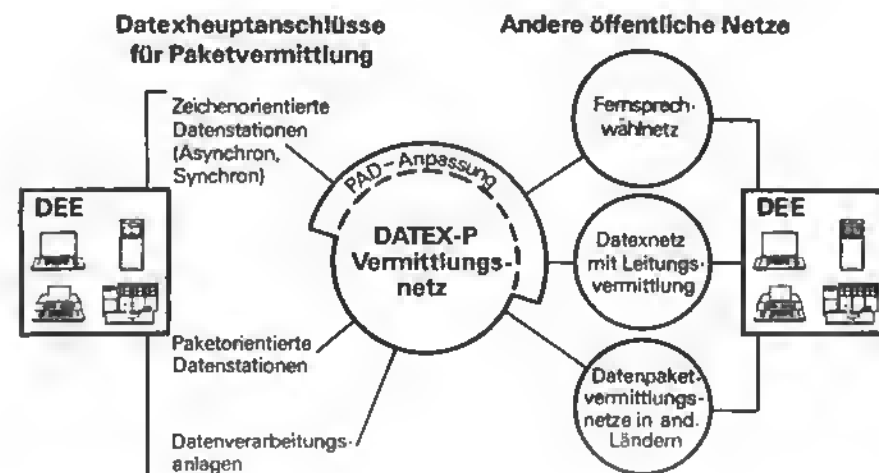 Datexhauptanschlüsse
für Paketvermittlung
Andere öffentliche Netze
Zeichenorientierte
Datenstationen
(Asynchron,
Synchron)
DEE
Paketorientierte
Datenstationen
Datenverarbeitungs-
anlagen
PAD-Anpassung
DATEX-P
Vermittlungs-
netz
Fernsprech-
wählnetz
Datexnetz
mit Leitungs-
vermittlung
Datenpaket-
vermittlungs-
netze in and.
Ländern
DEE